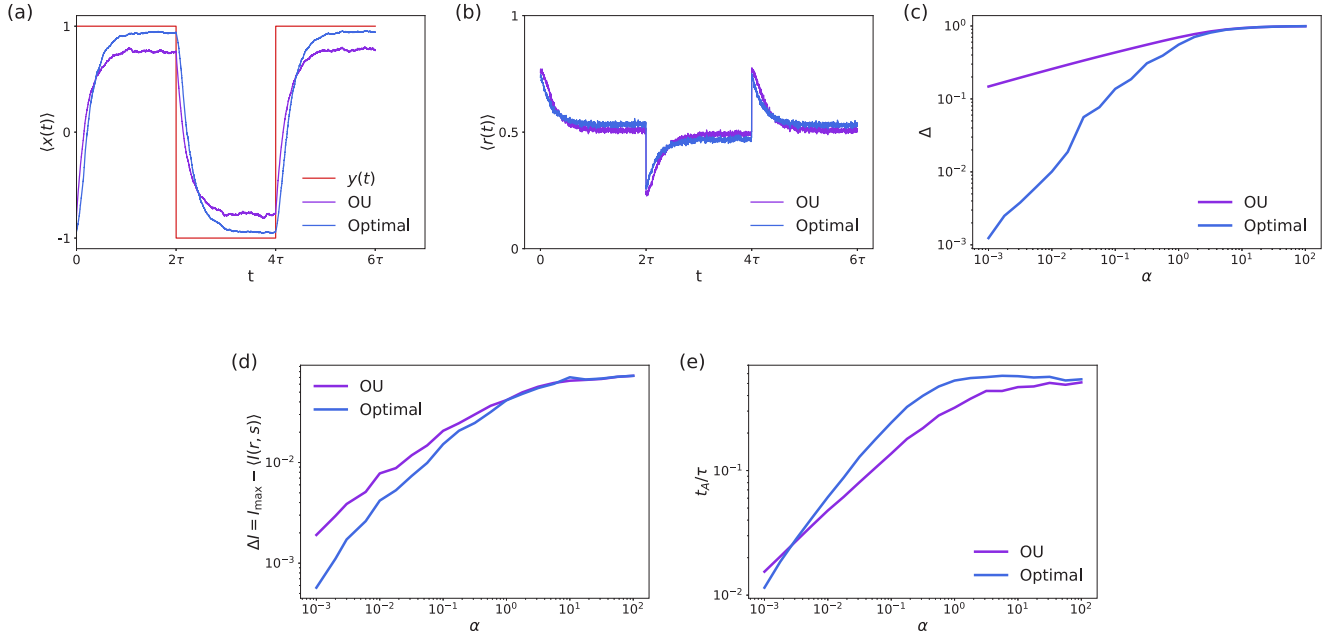 (a)
1
0
-1
⟨x(t)⟩
0
2τ
4τ
6τ
t
y(t)
OU
Optimal
(b)
1
0.5
0
⟨r(t)⟩
0
2τ
4τ
6τ
t
OU
Optimal
(c)
10⁰
10⁻¹
10⁻²
10⁻³
Δ
10⁻³ 10⁻² 10⁻¹ 10⁰ 10¹ 10²
α
OU
Optimal
(d)
10⁻²
10⁻³
ΔI = I_max − ⟨I(r, s)⟩
10⁻³ 10⁻² 10⁻¹ 10⁰ 10¹ 10²
α
OU
Optimal
(e)
10⁻¹
10⁻²
t_A/τ
10⁻³ 10⁻² 10⁻¹ 10⁰ 10¹ 10²
α
OU
Optimal